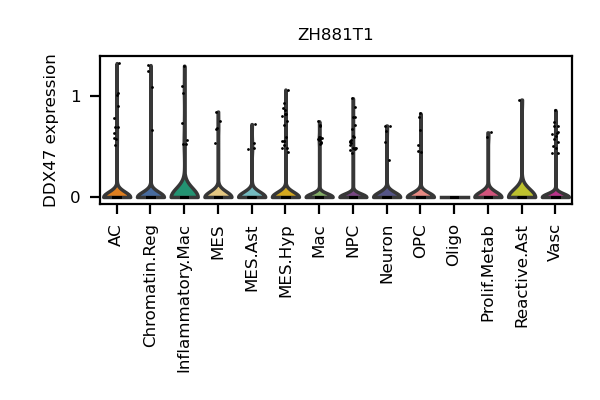 ZH881T1
DDX47 expression
1
0
AC
Chromatin.Reg
Inflammatory.Mac
MES
MES.Ast
MES.Hyp
Mac
NPC
Neuron
OPC
Oligo
Prolif.Metab
Reactive.Ast
Vasc